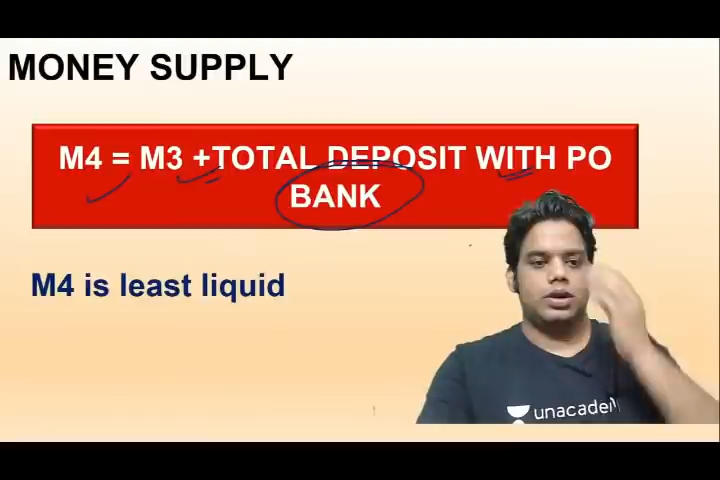 MONEY SUPPLY
M4 = M3 +TOTAL DEPOSIT WITH PO
BANK
M4 is least liquid